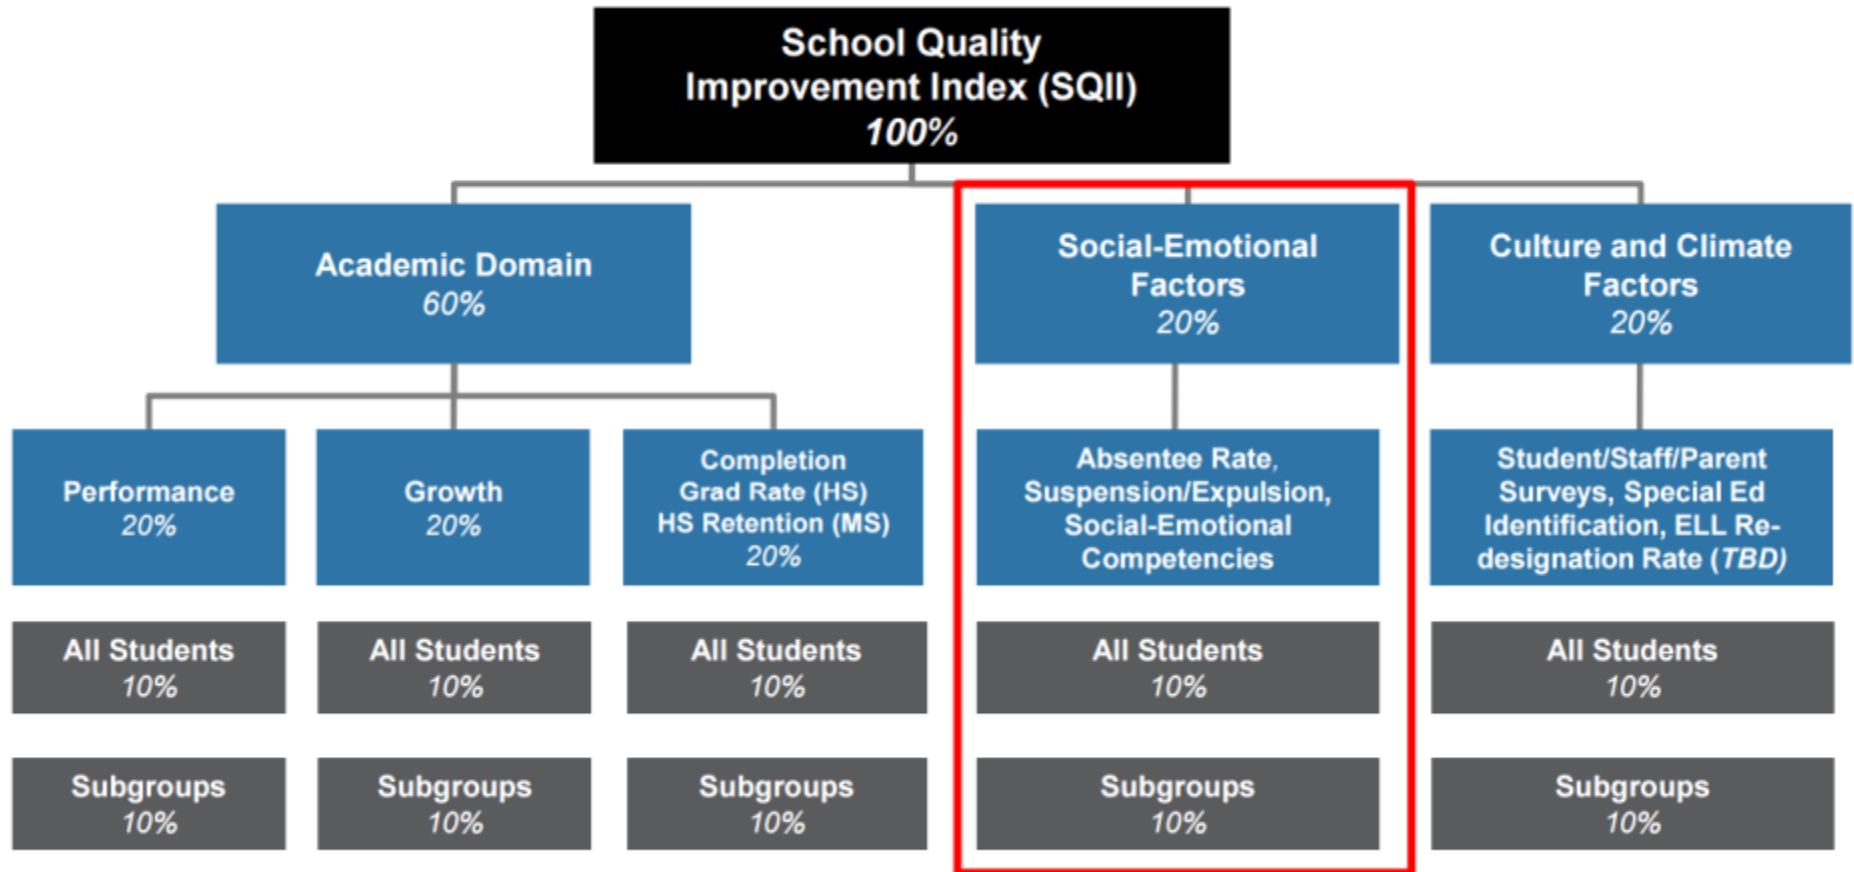 School Quality
Improvement Index (SQII)
100%
Academic Domain
60%
Social-Emotional
Factors
20%
Culture and Climate
Factors
20%
Performance
20%
Growth
20%
Completion
Grad Rate (HS)
HS Retention (MS)
20%
Absentee Rate,
Suspension/Expulsion,
Social-Emotional
Competencies
Student/Staff/Parent
Surveys, Special Ed
Identification, ELL Re-
designation Rate (TBD)
All Students
10%
All Students
10%
All Students
10%
All Students
10%
All Students
10%
Subgroups
10%
Subgroups
10%
Subgroups
10%
Subgroups
10%
Subgroups
10%